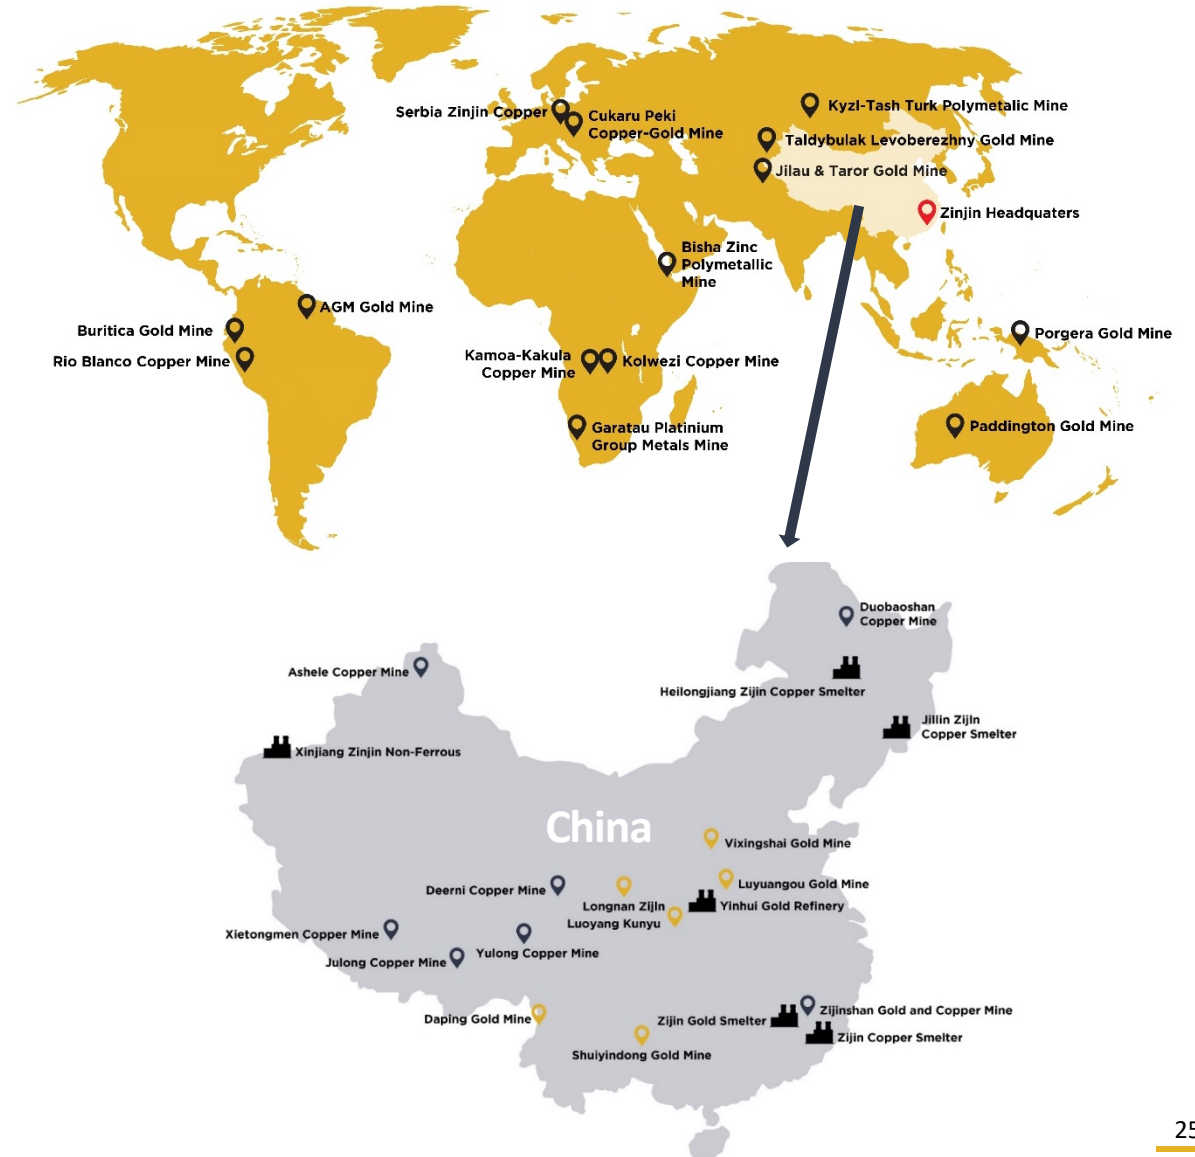 Serbia Zinjin Copper
Cukaru Peki
Copper-Gold Mine
Kyzl-Tash Turk Polymetalic Mine
Taldybulak Levoberezhny Gold Mine
Jilau & Taror Gold Mine
Zinjin Headquaters
Bisha Zinc
Polymetallic
Mine
AGM Gold Mine
Buritica Gold Mine
Rio Blanco Copper Mine
Kamoa-Kakula
Copper Mine
Kolwezi Copper Mine
Porgera Gold Mine
Garatau Platinium
Group Metals Mine
Paddington Gold Mine
Duobaoshan
Copper Mine
Ashele Copper Mine
Heilongjiang Zijin Copper Smelter
Jillin Zijln
Copper Smelter
Xinjiang Zinjin Non-Ferrous
China
Vixingshai Gold Mine
Deerni Copper Mine
Longnan Zijln
Luyuangou Gold Mine
Yinhui Gold Refinery
Luoyang Kunyu
Xietongmen Copper Mine
Yulong Copper Mine
Julong Copper Mine
Daping Gold Mine
Zijin Gold Smelter
Zijinshan Gold and Copper Mine
Zijin Copper Smelter
Shuiyindong Gold Mine
25